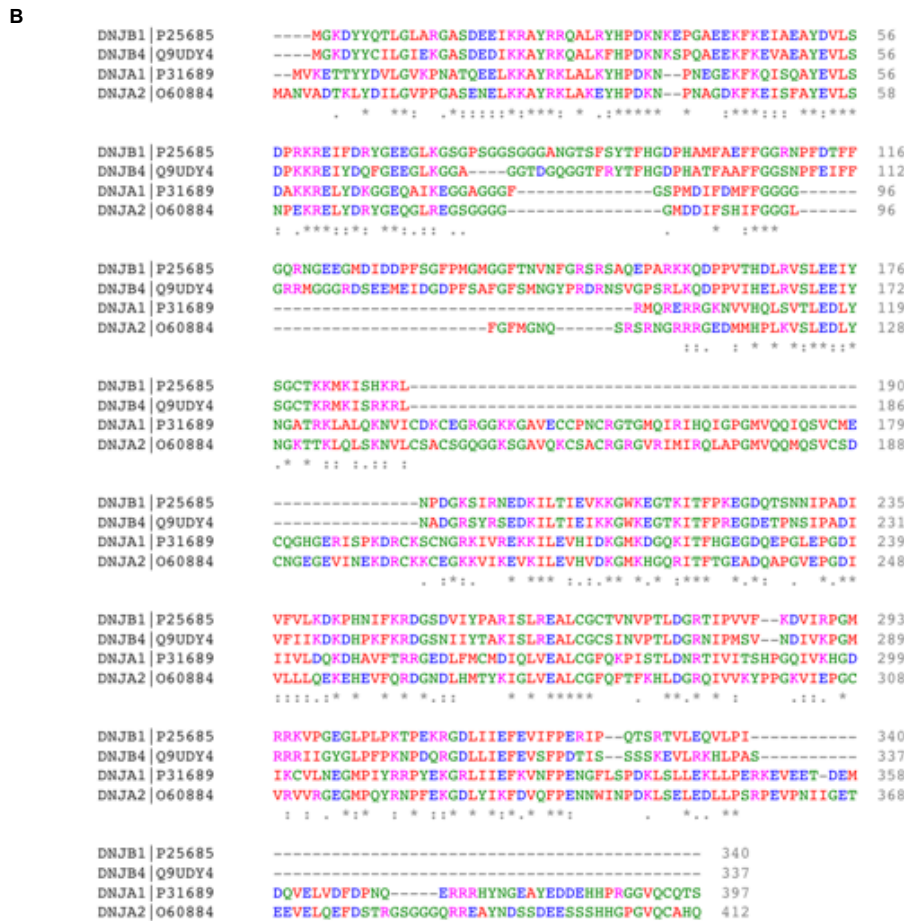 B
DNJB1|P25685 ----MGKDYYQTLGLARGASDEEIKRAYRRQALRYHPDKNKEPGAEEKFKEIAEAYDVLS 56
DNJB4|Q9UDY4 ----MGKDYYCILGIEKGASDEDIKKAYRKQALKFHPDKNKSPQAEEKFKEVAEAYEVLS 56
DNJA1|P31689 --MVKETTYYDVLGVKPNATQEELKKAYRKLALKYHPDKN--PNEGEKFKQISQAYEVLS 56
DNJA2|O60884 MANVADTKLYDILGVPPGASENELKKAYRKLAKEYHPDKN--PNAGDKFKEISFAYEVLS 58
. * **: .*:::::*:***: * .:***** * :***::: **:***
DNJB1|P25685 DPRKREIFDRYGEEGLKGSGPSGGSGGGANGTSFSYTFHGDPHAMFAEFFGGRNPFDTFF 116
DNJB4|Q9UDY4 DPKKREIYDQFGEEGLKGGA----GGTDGQGGTFRYTFHGDPHATFAAFFGGSNPFEIFF 112
DNJA1|P31689 DAKKRELYDKGGEQAIKEGGAGGGF--------------GSPMDIFDMFFGGGG------ 96
DNJA2|O60884 NPEKRELYDRYGEQGLREGSGGGG----------------GMDDIFSHIFGGGL------ 96
: .***::*: **:.:: .. . * :***
DNJB1|P25685 GQRNGEEGMDIDDPFSGFPMGMGGFTNVNFGRSRSAQEPARKKQDPPVTHDLRVSLEEIY 176
DNJB4|Q9UDY4 GRRMGGGRDSEEMEIDGDPFSAFGFSMNGYPRDRNSVGPSRLKQDPPVIHELRVSLEEIY 172
DNJA1|P31689 -------------------------------------RMQRERRGKNVVHQLSVTLEDLY 119
DNJA2|O60884 ----------------------FGFMGNQ------SRSRNGRRRGEDMMHPLKVSLEDLY 128
::. : * * *:**::*
DNJB1|P25685 SGCTKKMKISHKRL---------------------------------------------- 190
DNJB4|Q9UDY4 SGCTKRMKISRKRL---------------------------------------------- 186
DNJA1|P31689 NGATRKLALQKNVICDKCEGRGGKKGAVECCPNCRGTGMQIRIHQIGPGMVQQIQSVCME 179
DNJA2|O60884 NGKTTKLQLSKNVLCSACSGQGGKSGAVQKCSACRGRGVRIMIRQLAPGMVQQMQSVCSD 188
.* * :: :.:: :
DNJB1|P25685 ---------------NPDGKSIRNEDKILTIEVKKGWKEGTKITFPKEGDQTSNNIPADI 235
DNJB4|Q9UDY4 ---------------NADGRSYRSEDKILTIEIKKGWKEGTKITFPREGDETPNSIPADI 231
DNJA1|P31689 CQGHGERISPKDRCKSCNGRKIVREKKILEVHIDKGMKDGQKITFHGEGDQEPGLEPGDI 239
DNJA2|O60884 CNGEGEVINEKDRCKKCEGKKVIKEVKILEVHVDKGMKHGQRITFTGEADQAPGVEPGDI 248
. :*:. * *** :.:.** *.* :*** *.*: . *.**
DNJB1|P25685 VFVLKDKPHNIFKRDGSDVIYPARISLREALCGCTVNVPTLDGRTIPVVF--KDVIRPGM 293
DNJB4|Q9UDY4 VFIIKDKDHPKFKRDGSNIIYTAKISLREALCGCSINVPTLDGRNIPMSV--NDIVKPGM 289
DNJA1|P31689 IIVLDQKDHAVFTRRGEDLFMCMDIQLVEALCGFQKPISTLDNRTIVITSHPGQIVKHGD 299
DNJA2|O60884 VLLLQEKEHEVFQRDGNDLHMTYKIGLVEALCGFQFTFKHLDGRQIVVKYPPGKVIEPGC 308
::::.:* * * * *.:: * * ***** . **.* * : .:. *
DNJB1|P25685 RRKVPGEGLPLPKTPEKRGDLIIEFEVIFPERIP--QTSRTVLEQVLPI----------- 340
DNJB4|Q9UDY4 RRRIIGYGLPFPKNPDQRGDLLIEFEVSFPDTIS--SSSKEVLRKHLPAS---------- 337
DNJA1|P31689 IKCVLNEGMPIYRRPYEKGRLIIEFKVNFPENGFLSPDKLSLLEKLLPERKEVEET-DEM 358
DNJA2|O60884 VRVVRGEGMPQYRNPFEKGDLYIKFDVQFPENNWINPDKLSELEDLLPSRPEVPNIIGET 368
: : . *:* : * ::* * *:*.* **: . *.. **
DNJB1|P25685 -------------------------------------------- 340
DNJB4|Q9UDY4 -------------------------------------------- 337
DNJA1|P31689 DQVELVDFDPNQ-----ERRRHYNGEAYEDDEHHPRGGVQCQTS 397
DNJA2|O60884 EEVELQEFDSTRGSGGGQRREAYNDSSDEESSSHHGPGVQCAHQ 412